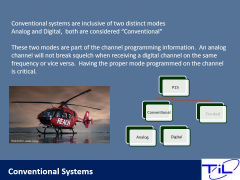 Conventional systems are inclusive of two distinct modes
Analog and Digital, both are considered "Conventional"
These two modes are part of the channel programming information. An analog
channel will not break squelch when receiving a digital channel on the same
frequency or vice versa. Having the proper mode programmed on the channel
is critical.
P25
Conventional
Trunked
Analog
Digital
REACH
Conventional Systems
TiL